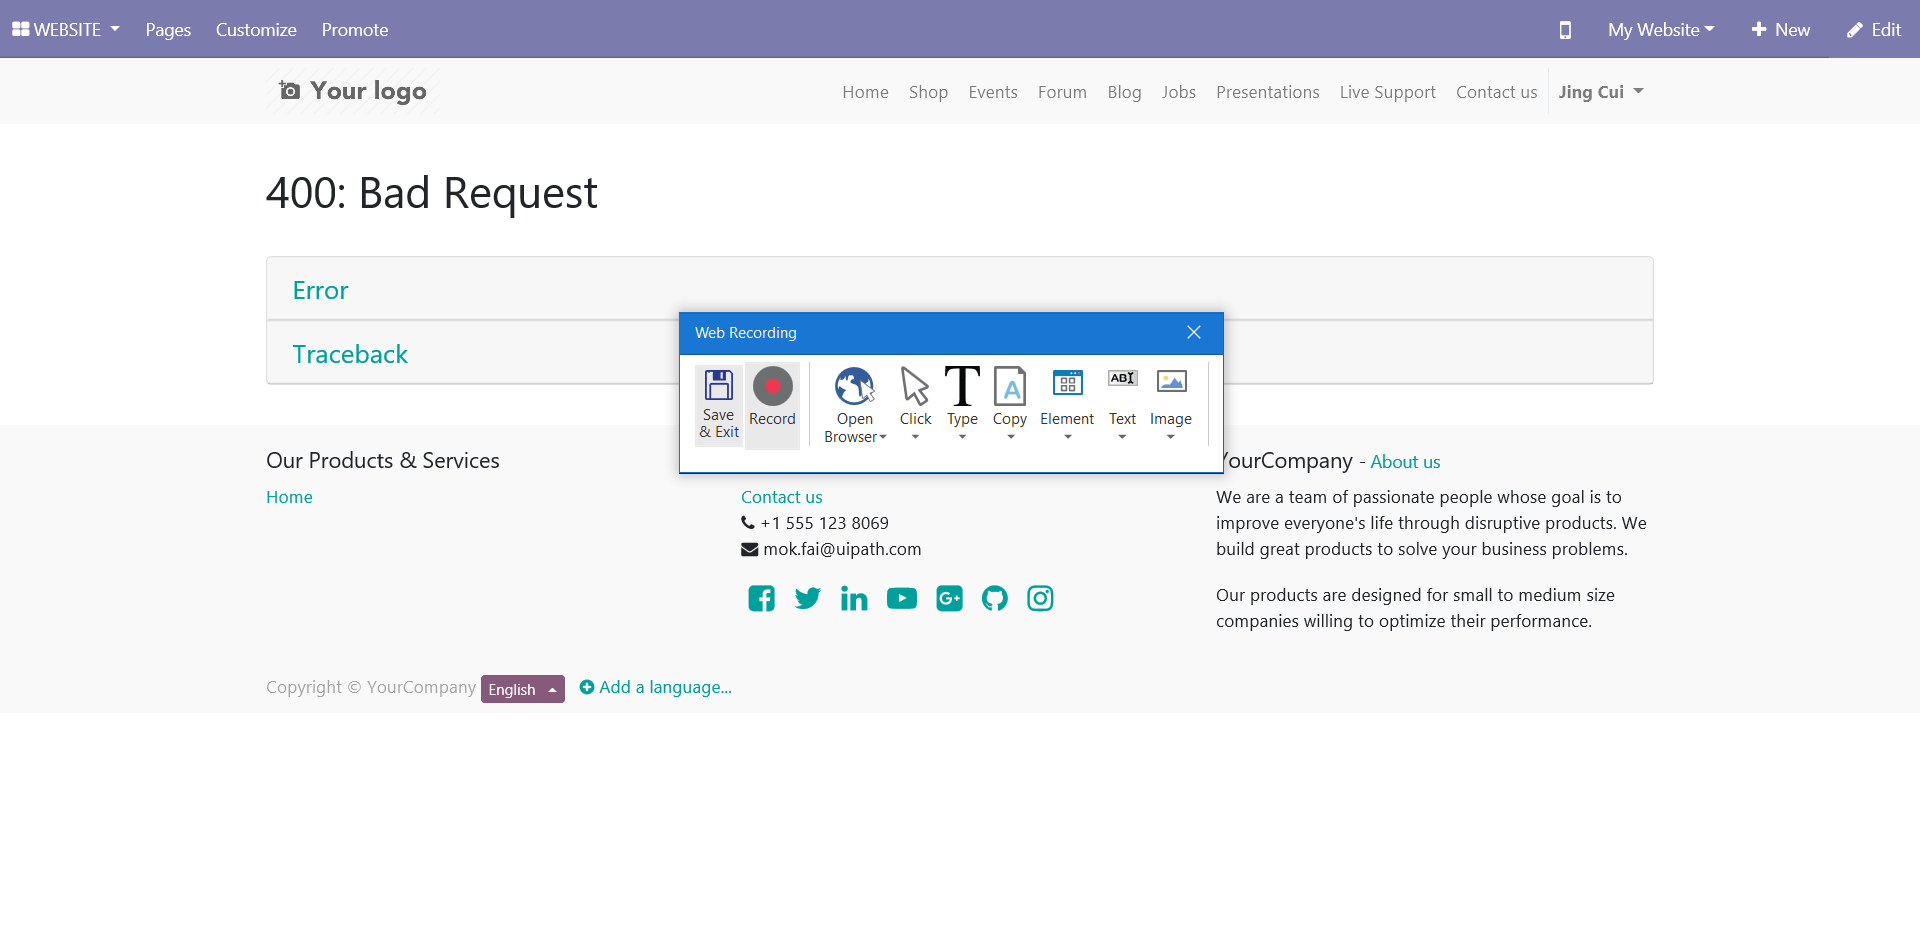 WEBSITE Pages Customize Promote My Website New Edit
Your logo Home Shop Events Forum Blog Jobs Presentations Live Support Contact us Jing Cui
400: Bad Request
Error
Traceback
Web Recording
Save & Exit
Record
Open Browser
Click
Type
Copy
Element
Text
Image
Our Products & Services
Home
Contact us
+1 555 123 8069
mok.fai@uipath.com
YourCompany - About us
We are a team of passionate people whose goal is to
improve everyone's life through disruptive products. We
build great products to solve your business problems.
Our products are designed for small to medium size
companies willing to optimize their performance.
Copyright © YourCompany English Add a language...